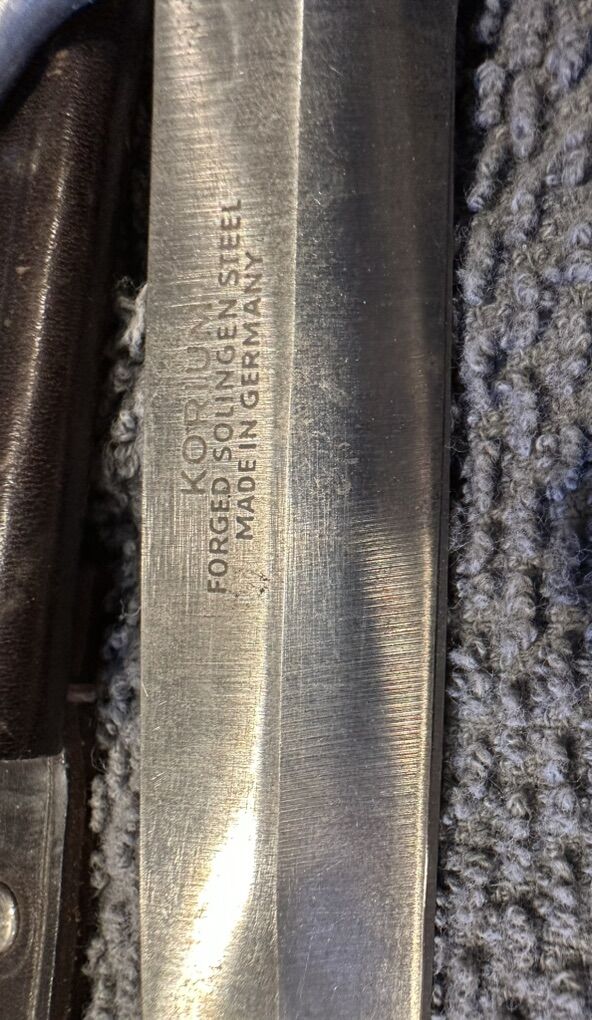 KORIUM
FORGED SOLINGEN STEEL
MADE IN GERMANY